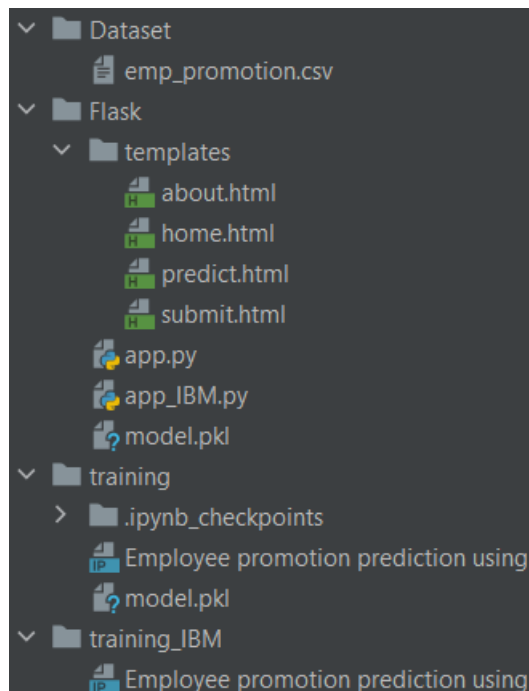 Dataset
emp_promotion.csv
Flask
templates
about.html
home.html
predict.html
submit.html
app.py
app_IBM.py
model.pkl
training
.ipynb_checkpoints
Employee promotion prediction using
model.pkl
training_IBM
Employee promotion prediction using